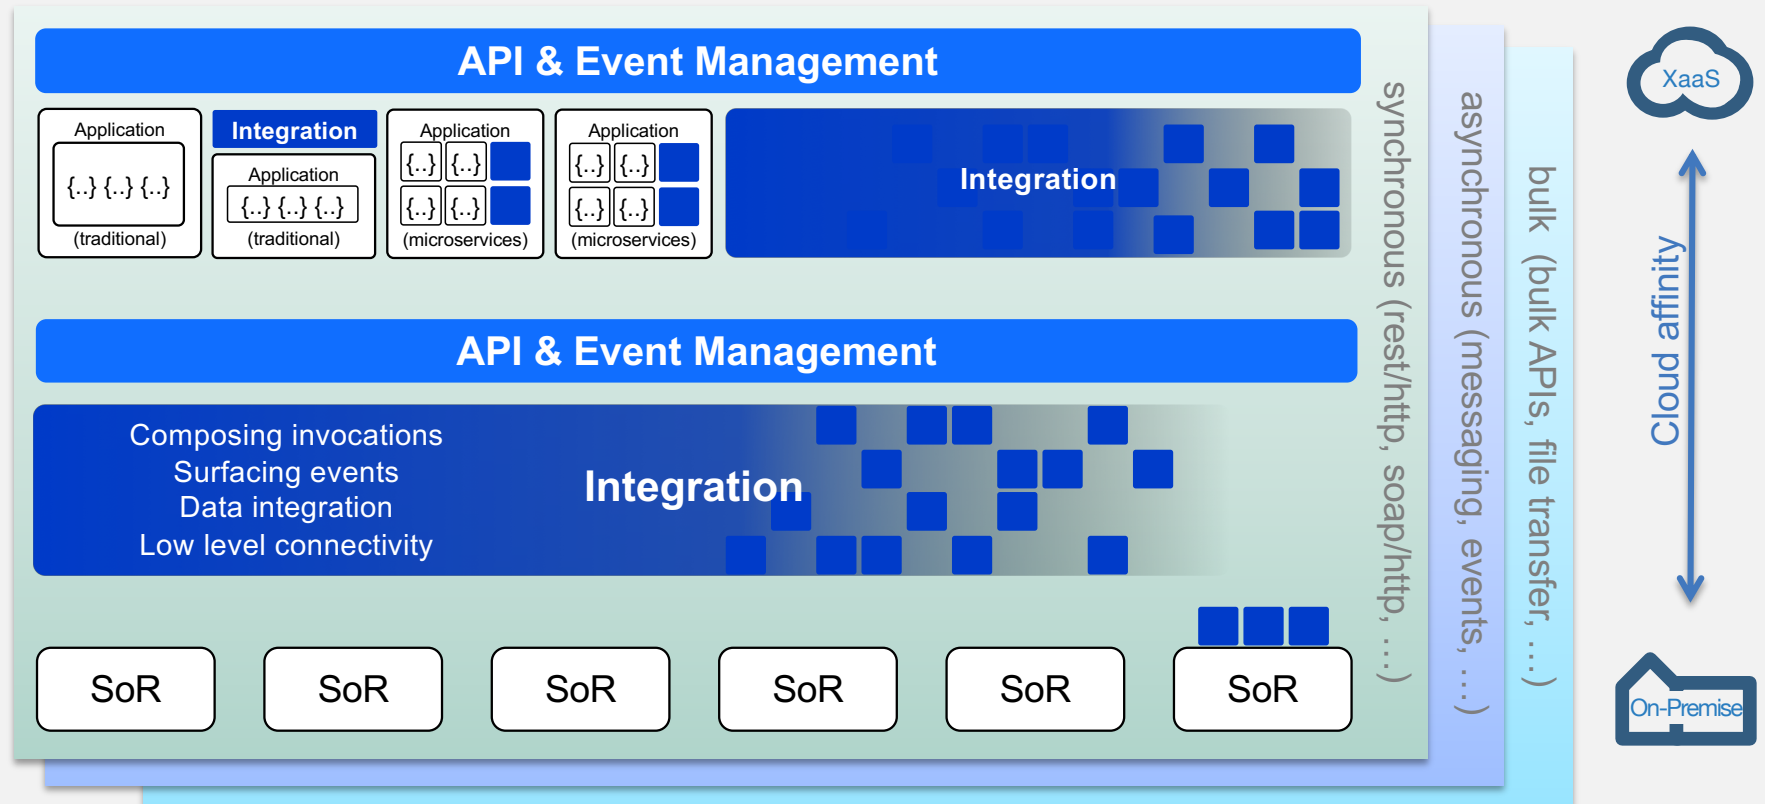 API & Event Management
Application
{..} {..} {..}
(traditional)
Integration
Application
{..} {..} {..}
(traditional)
Application
{..} {..}
{..} {..}
(microservices)
Application
{..} {..}
{..} {..}
(microservices)
Integration
API & Event Management
Composing invocations
Surfacing events
Data integration
Low level connectivity
Integration
SoR
SoR
SoR
SoR
SoR
SoR
synchronous (rest/http, soap/http, ….)
asynchronous (messaging, events, ….)
bulk (bulk APIs, file transfer, ….)
XaaS
Cloud affinity
On-Premise